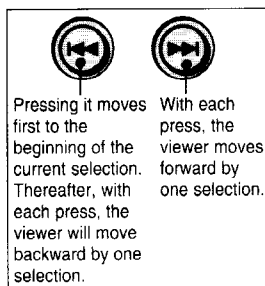 Pressing it moves
first to the
beginning of the
current selection.
Thereafter, with
each press, the
viewer will move
backward by one
selection.
With each
press, the
viewer moves
forward by
one selection.